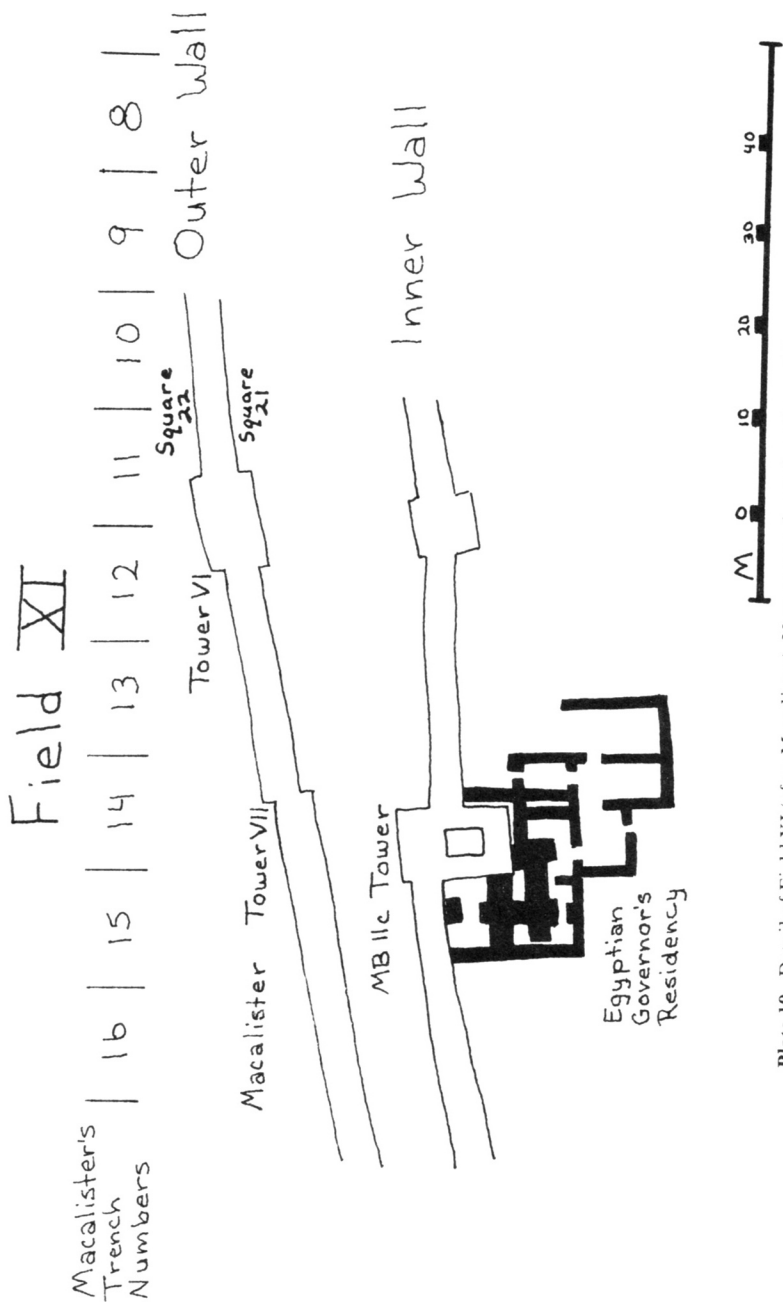 Field XI
Macalister's
Trench
Numbers
16 | 15 | 14 | 13 | 12 | 11 | 10 | 9 | 8 |
Outer Wall
Square
22
Square
21
Tower VI
Macalister Tower VII
Inner Wall
MB IIc Tower
Egyptian
Governor's
Residency
M 0 10 20 30 40